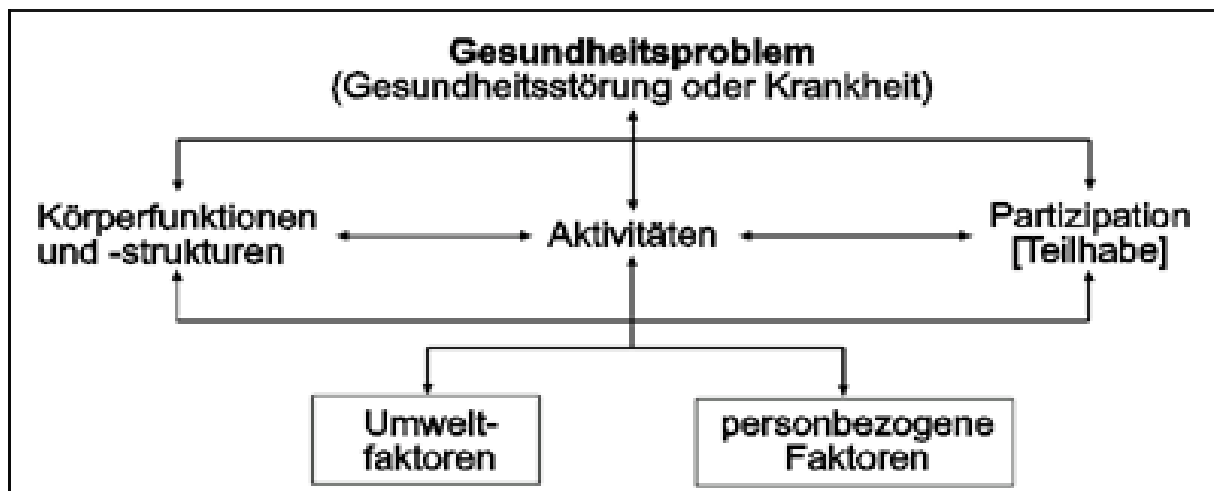 Gesundheitsproblem
(Gesundheitsstörung oder Krankheit)
Körperfunktionen
und -strukturen
Aktivitäten
Partizipation
[Teilhabe]
Umwelt-
faktoren
personbezogene
Faktoren